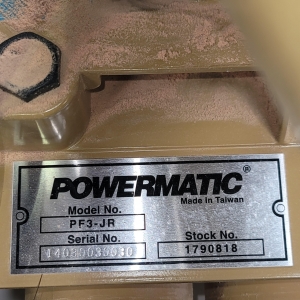 POWERMATIC®
Made in Taiwan
Model No.
PF3-JR
Serial No. Stock No.
1790818